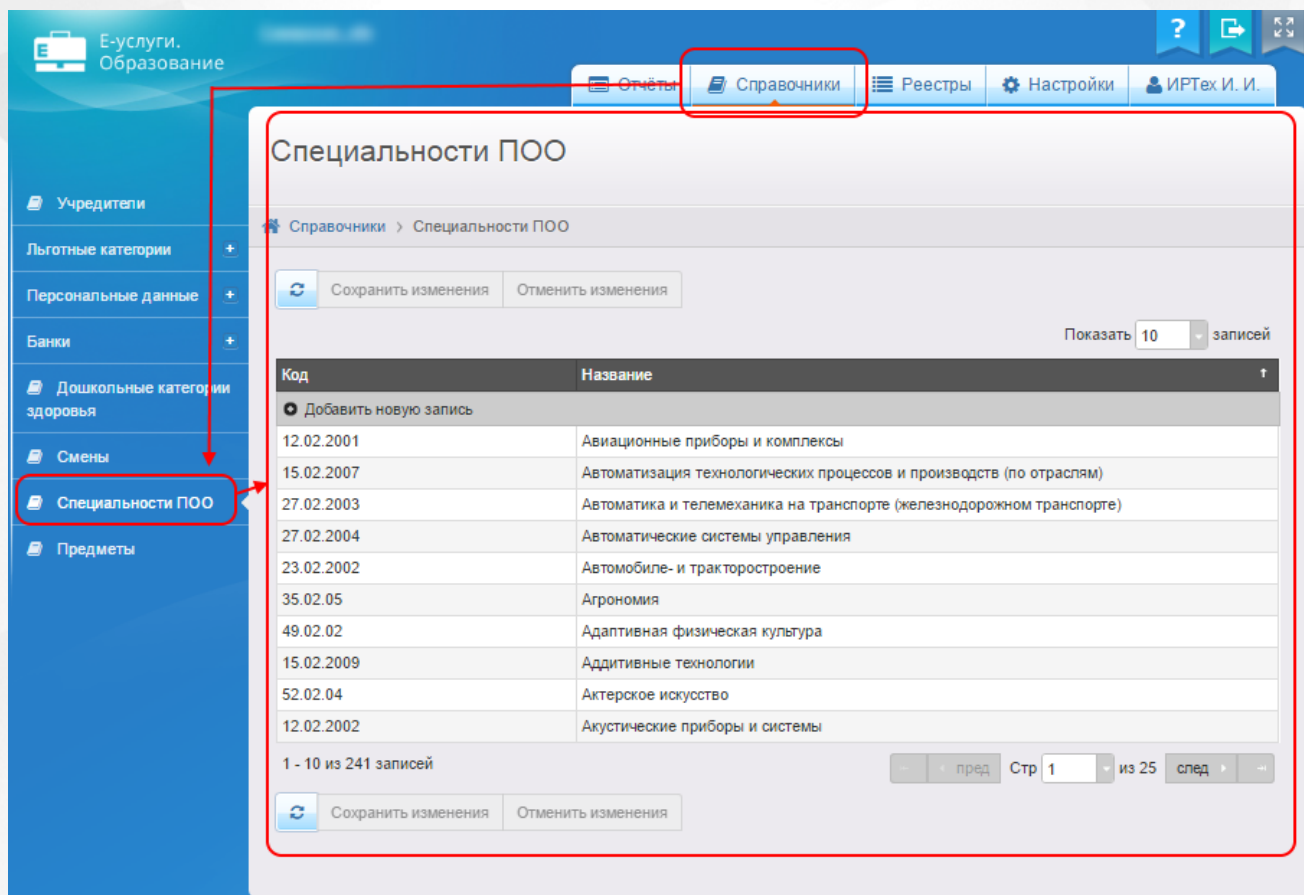 Е-услуги.
Образование
?
Отчёты
Справочники
Реестры
Настройки
ИРТех И. И.
Специальности ПОО
Справочники > Специальности ПОО
Учредители
Льготные категории +
Персональные данные +
Банки +
Дошкольные категории
здоровья
Смены
Специальности ПОО
Предметы
Сохранить изменения Отменить изменения
Показать 10 записей
Код Название ↑
Добавить новую запись
12.02.2001 Авиационные приборы и комплексы
15.02.2007 Автоматизация технологических процессов и производств (по отраслям)
27.02.2003 Автоматика и телемеханика на транспорте (железнодорожном транспорте)
27.02.2004 Автоматические системы управления
23.02.2002 Автомобиле- и тракторостроение
35.02.05 Агрономия
49.02.02 Адаптивная физическая культура
15.02.2009 Аддитивные технологии
52.02.04 Актерское искусство
12.02.2002 Акустические приборы и системы
1 - 10 из 241 записей
пред Стр 1 из 25 след
Сохранить изменения Отменить изменения